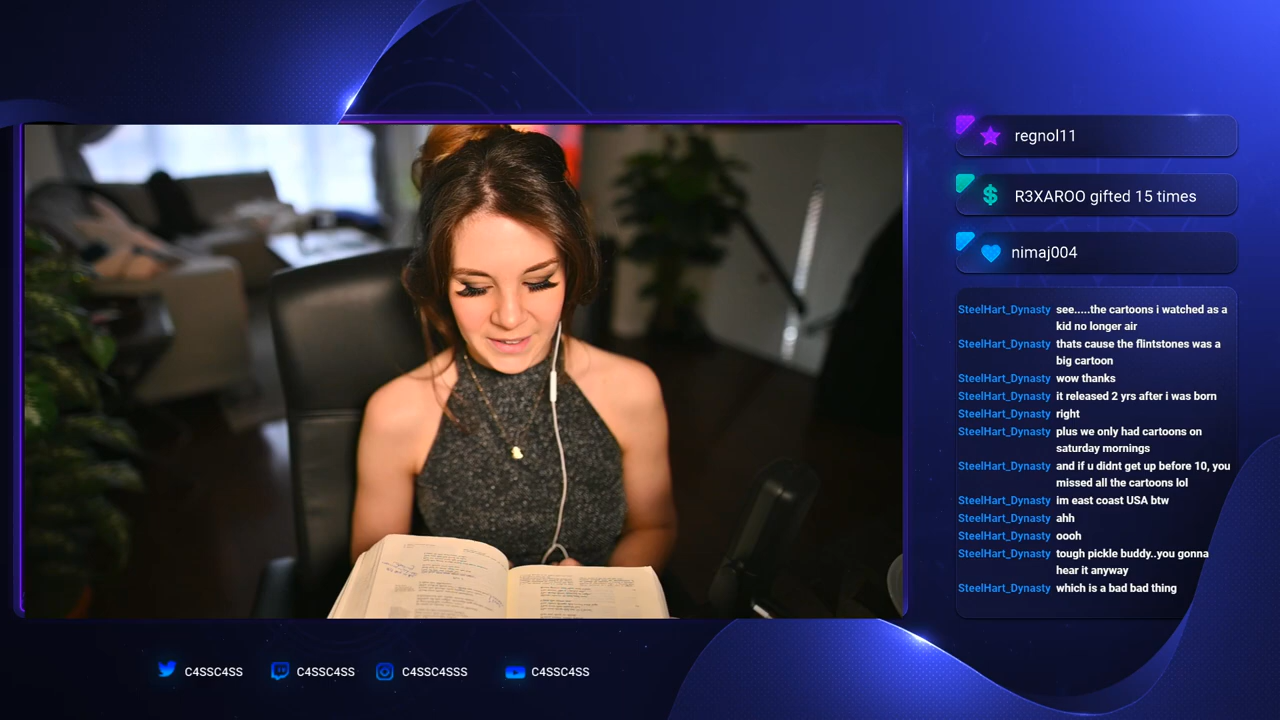 regnol11
R3XAROO gifted 15 times
nimaj004
SteelHart_Dynasty see.....the cartoons i watched as a
kid no longer air
SteelHart_Dynasty thats cause the flintstones was a
big cartoon
SteelHart_Dynasty wow thanks
SteelHart_Dynasty it released 2 yrs after i was born
SteelHart_Dynasty right
SteelHart_Dynasty plus we only had cartoons on
saturday mornings
SteelHart_Dynasty and if u didnt get up before 10, you
missed all the cartoons lol
SteelHart_Dynasty im east coast USA btw
SteelHart_Dynasty ahh
SteelHart_Dynasty oooh
SteelHart_Dynasty tough pickle buddy..you gonna
hear it anyway
SteelHart_Dynasty which is a bad bad thing
C4SSC4SS C4SSC4SS C4SSC4SSS C4SSC4SS